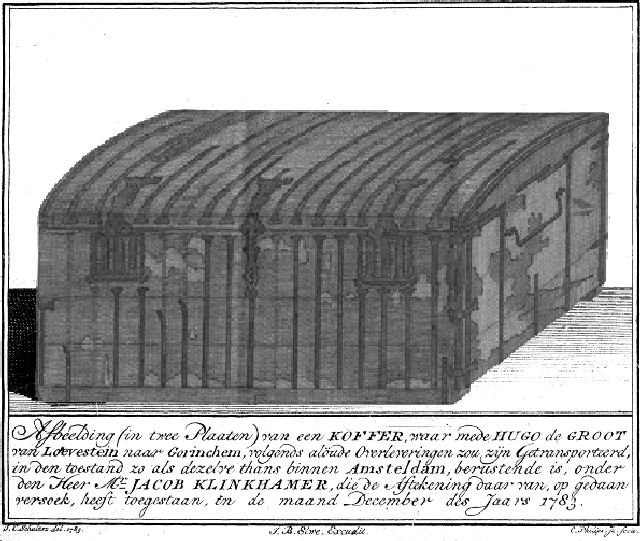 Afbeelding (in twee Plaaten) van een KOFFER, waar mede HUGO de GROOT
van Loevestein naar Gorinchem, volgends aloude Overleveringen zou zijn Getransporteerd,
in den toestand zo als dezelve thans binnen Amsteldam, berustende is, onder
den Heer Mr. JACOB KLINKHAMER, die de Aftekening daar van, op gedaan
versoek, heeft toegestaan, in de maand December des Jaars 1783.
J. B. Elwe, Excudit.
C. Philips, Jz. fecit.